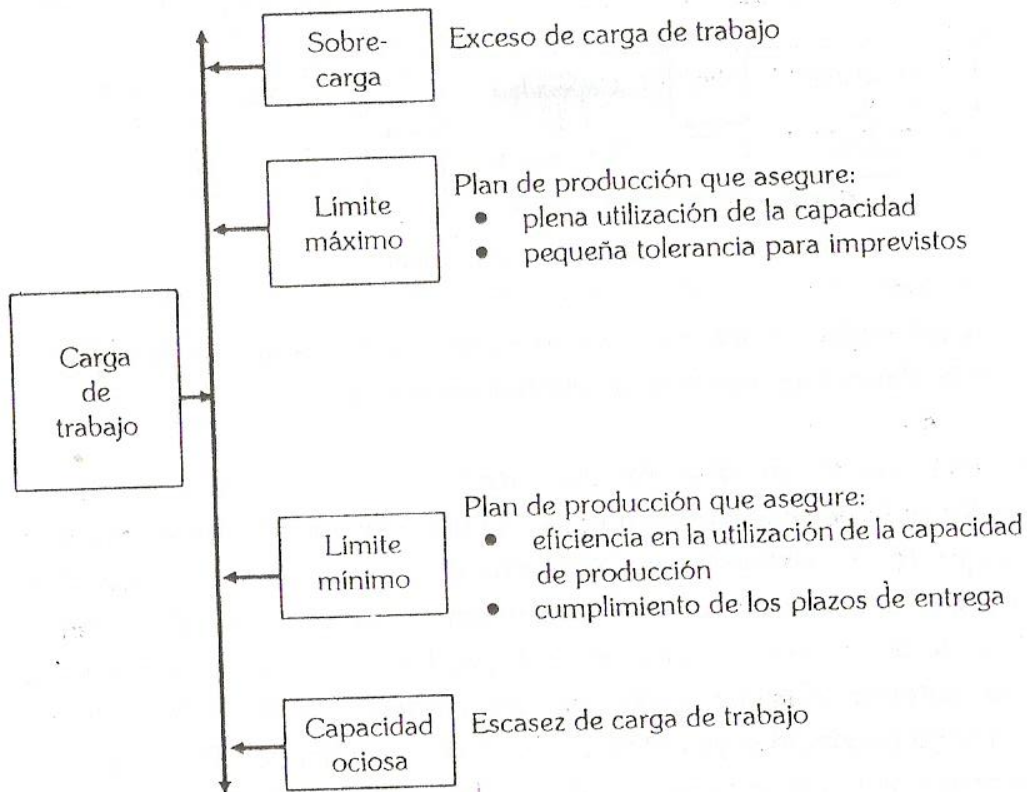 Sobre-
carga
Exceso de carga de trabajo
Límite
máximo
Plan de producción que asegure:
• plena utilización de la capacidad
• pequeña tolerancia para imprevistos
Carga
de
trabajo
Límite
mínimo
Plan de producción que asegure:
• eficiencia en la utilización de la capacidad
de producción
• cumplimiento de los plazos de entrega
Capacidad
ociosa
Escasez de carga de trabajo